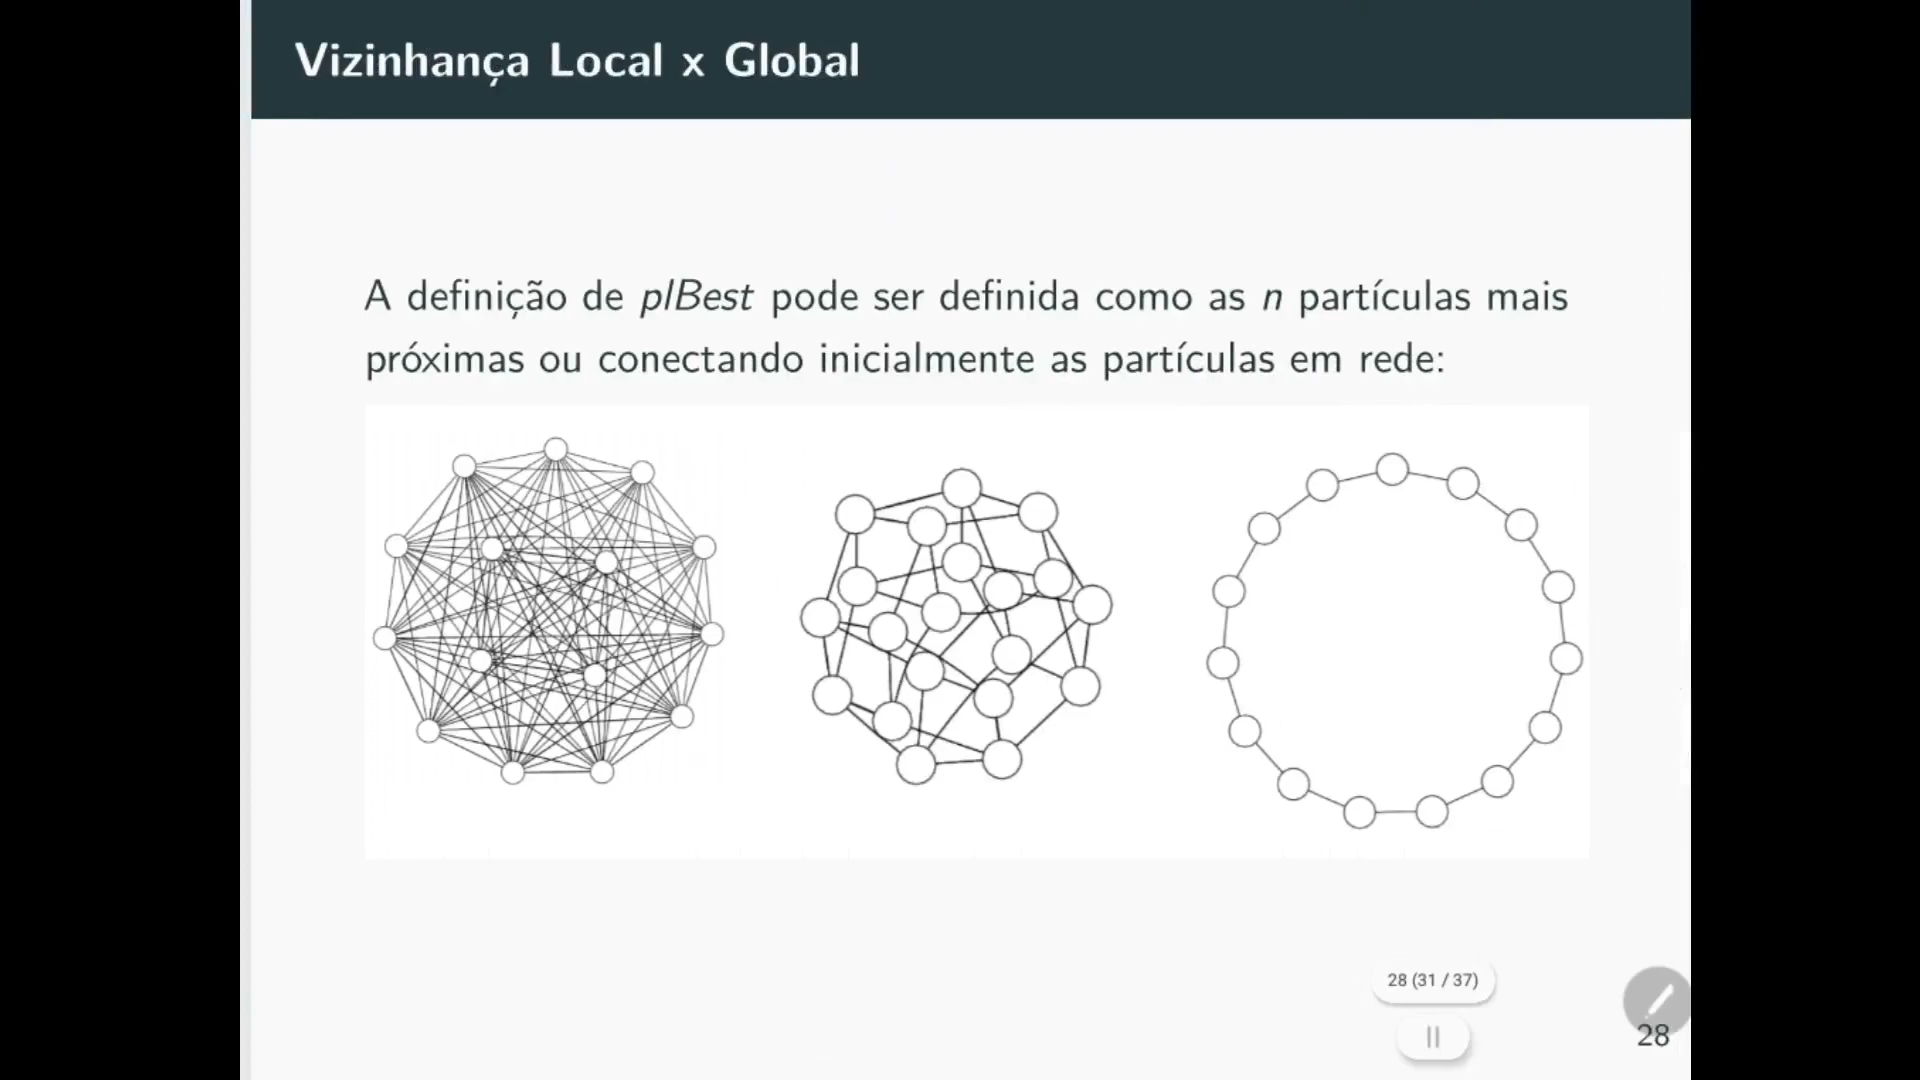 Vizinhança Local x Global
A definição de plBest pode ser definida como as n partículas mais
próximas ou conectando inicialmente as partículas em rede:
28 (31 / 37)
28